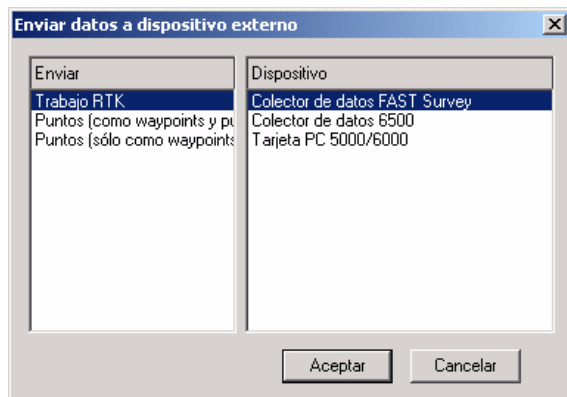 Enviar datos a dispositivo externo
Enviar
Dispositivo
Trabajo RTK
Colector de datos FAST Survey
Puntos (como waypoints y pu
Colector de datos 6500
Puntos (sólo como waypoints
Tarjeta PC 5000/6000
Aceptar
Cancelar